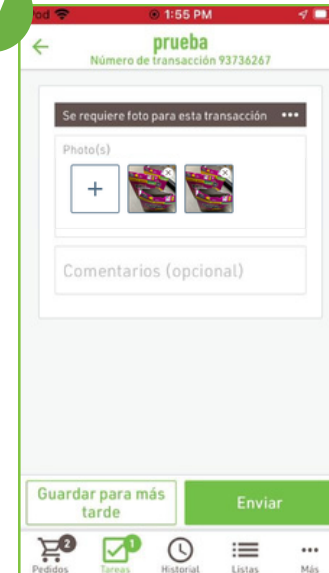 1:55 PM
prueba
Número de transacción 93736267
Se requiere foto para esta transacción
Photo(s)
Comentarios (opcional)
Guardar para más
tarde
Enviar
2
1
Pedidos
Tareas
Historial
Listas
Más